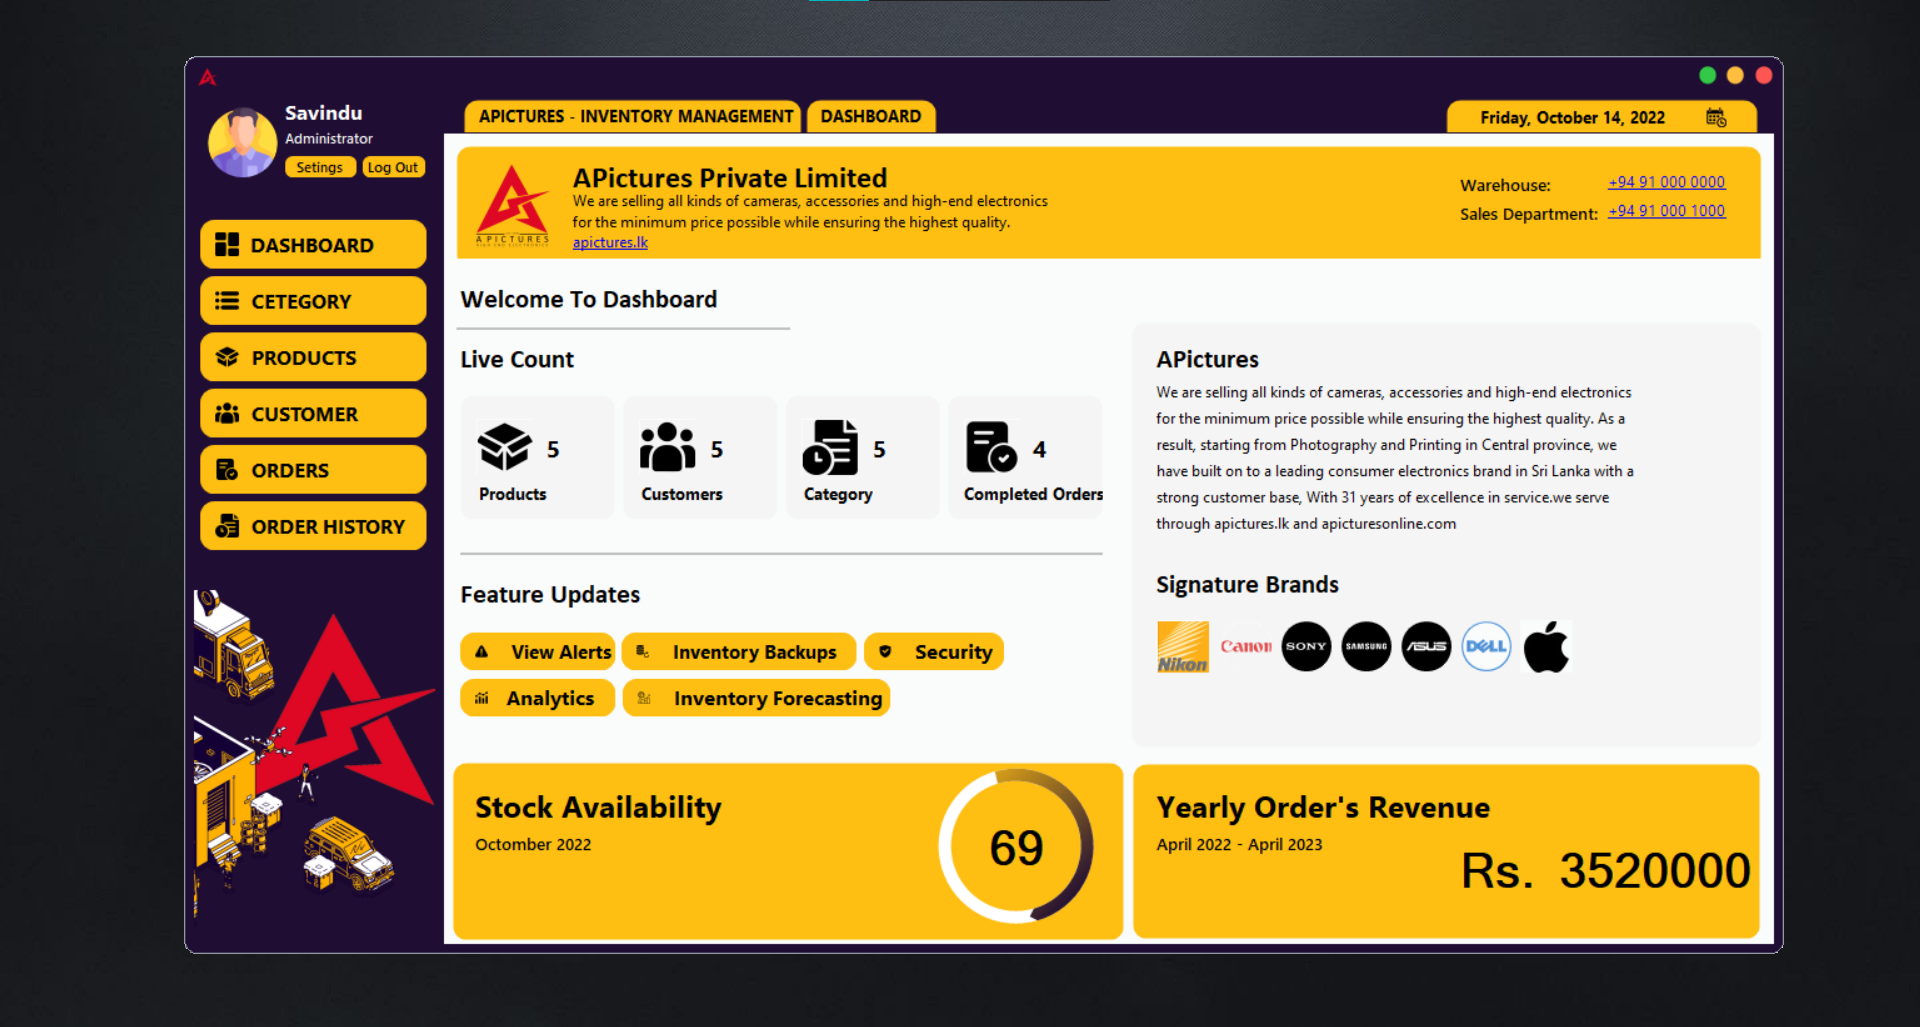 Savindu
Administrator
Setings
Log Out
APICTURES - INVENTORY MANAGEMENT
DASHBOARD
Friday, October 14, 2022
DASHBOARD
CETEGORY
PRODUCTS
CUSTOMER
ORDERS
ORDER HISTORY
APICTURES
APictures Private Limited
We are selling all kinds of cameras, accessories and high-end electronics
for the minimum price possible while ensuring the highest quality.
apictures.lk
Warehouse: +94 91 000 0000
Sales Department: +94 91 000 1000
Welcome To Dashboard
Live Count
5
Products
5
Customers
5
Category
4
Completed Orders
Feature Updates
View Alerts
Inventory Backups
Security
Analytics
Inventory Forecasting
APictures
We are selling all kinds of cameras, accessories and high-end electronics
for the minimum price possible while ensuring the highest quality. As a
result, starting from Photography and Printing in Central province, we
have built on to a leading consumer electronics brand in Sri Lanka with a
strong customer base, With 31 years of excellence in service.we serve
through apictures.lk and apicturesonline.com
Signature Brands
Nikon
Canon
SONY
SAMSUNG
ASUS
DELL
Stock Availability
Octomber 2022
69
Yearly Order's Revenue
April 2022 - April 2023
Rs. 3520000